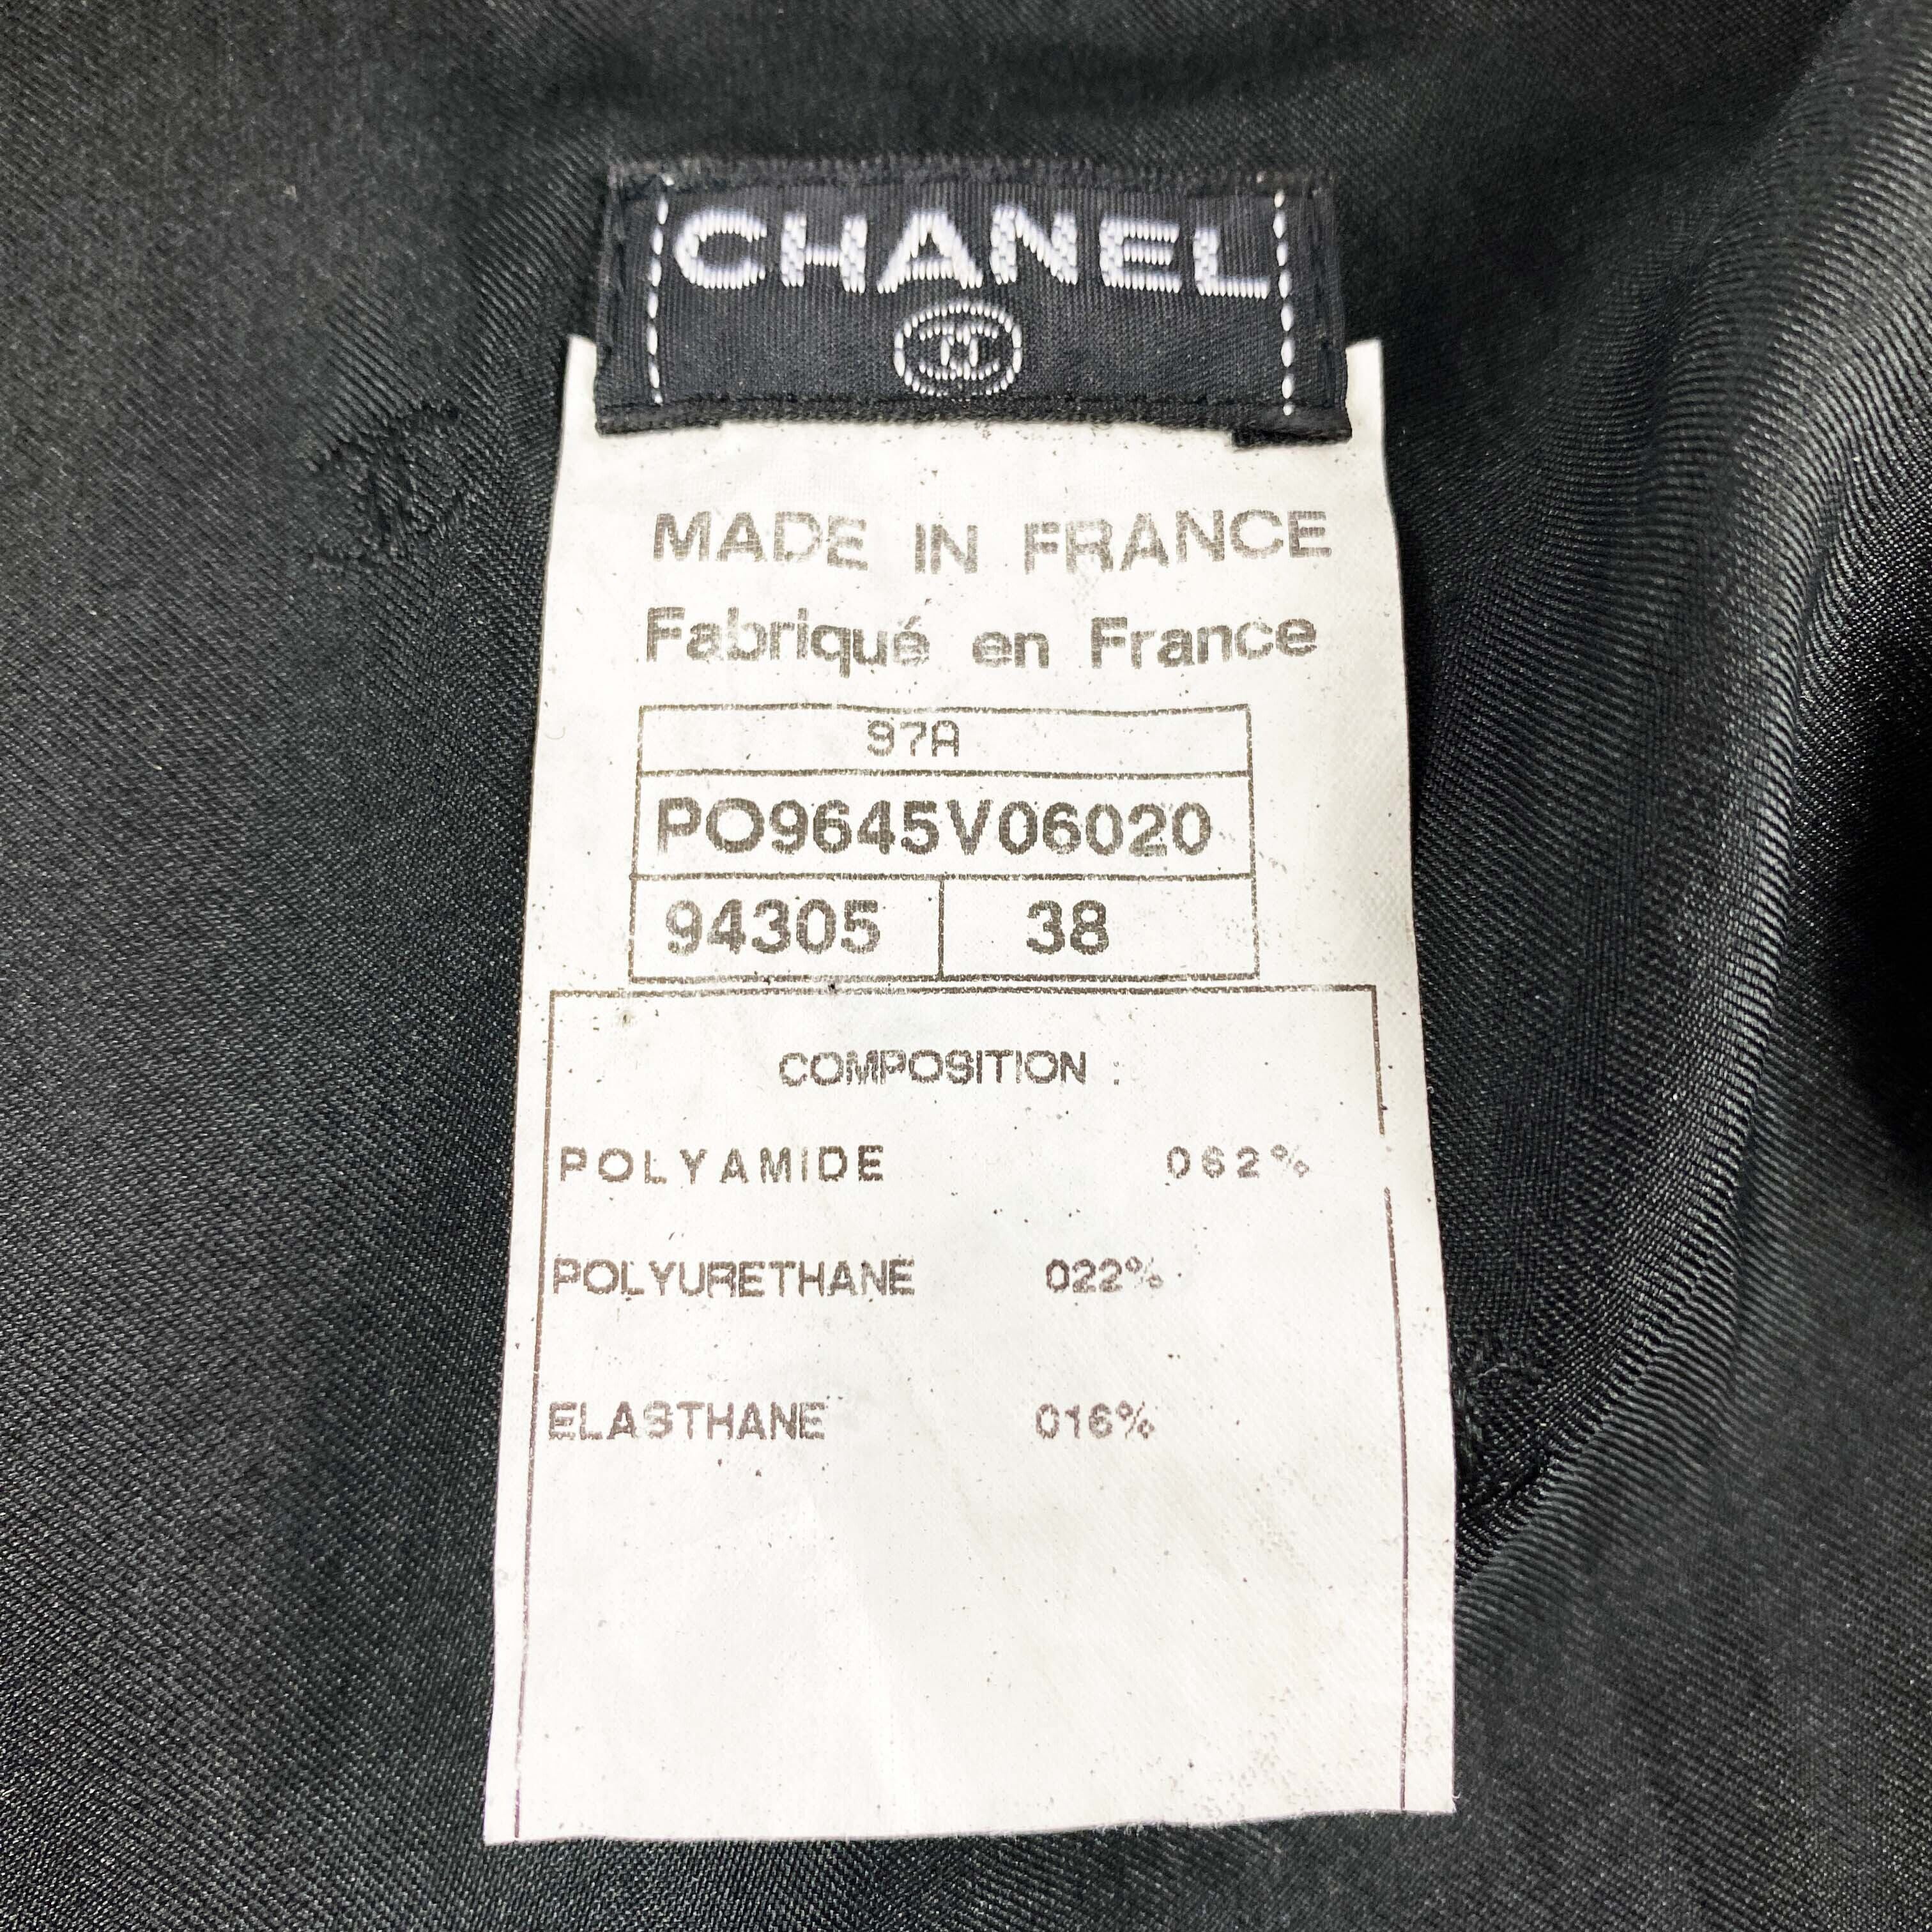 CHANEL
MADE IN FRANCE
Fabriqué en France
97A
PO9645V06020
94305 38
COMPOSITION :
POLYAMIDE 062%
POLYURETHANE 022%
ELASTHANE 016%